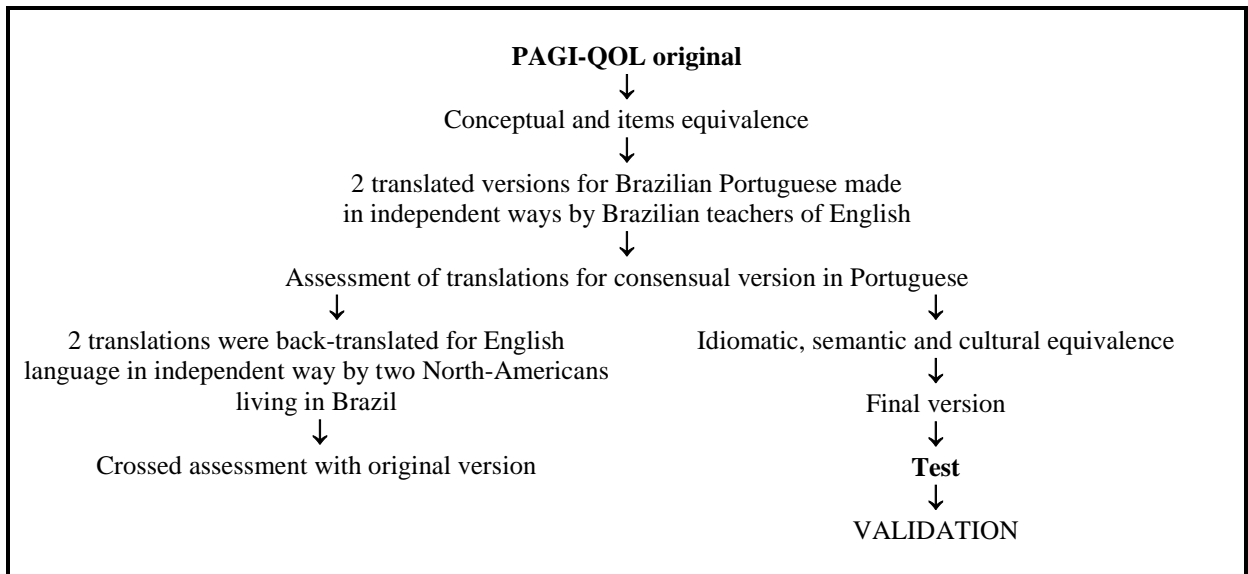 PAGI-QOL original
Conceptual and items equivalence
2 translated versions for Brazilian Portuguese made
in independent ways by Brazilian teachers of English
Assessment of translations for consensual version in Portuguese
2 translations were back-translated for English
language in independent way by two North-Americans
living in Brazil
Crossed assessment with original version
Idiomatic, semantic and cultural equivalence
Final version
Test
VALIDATION